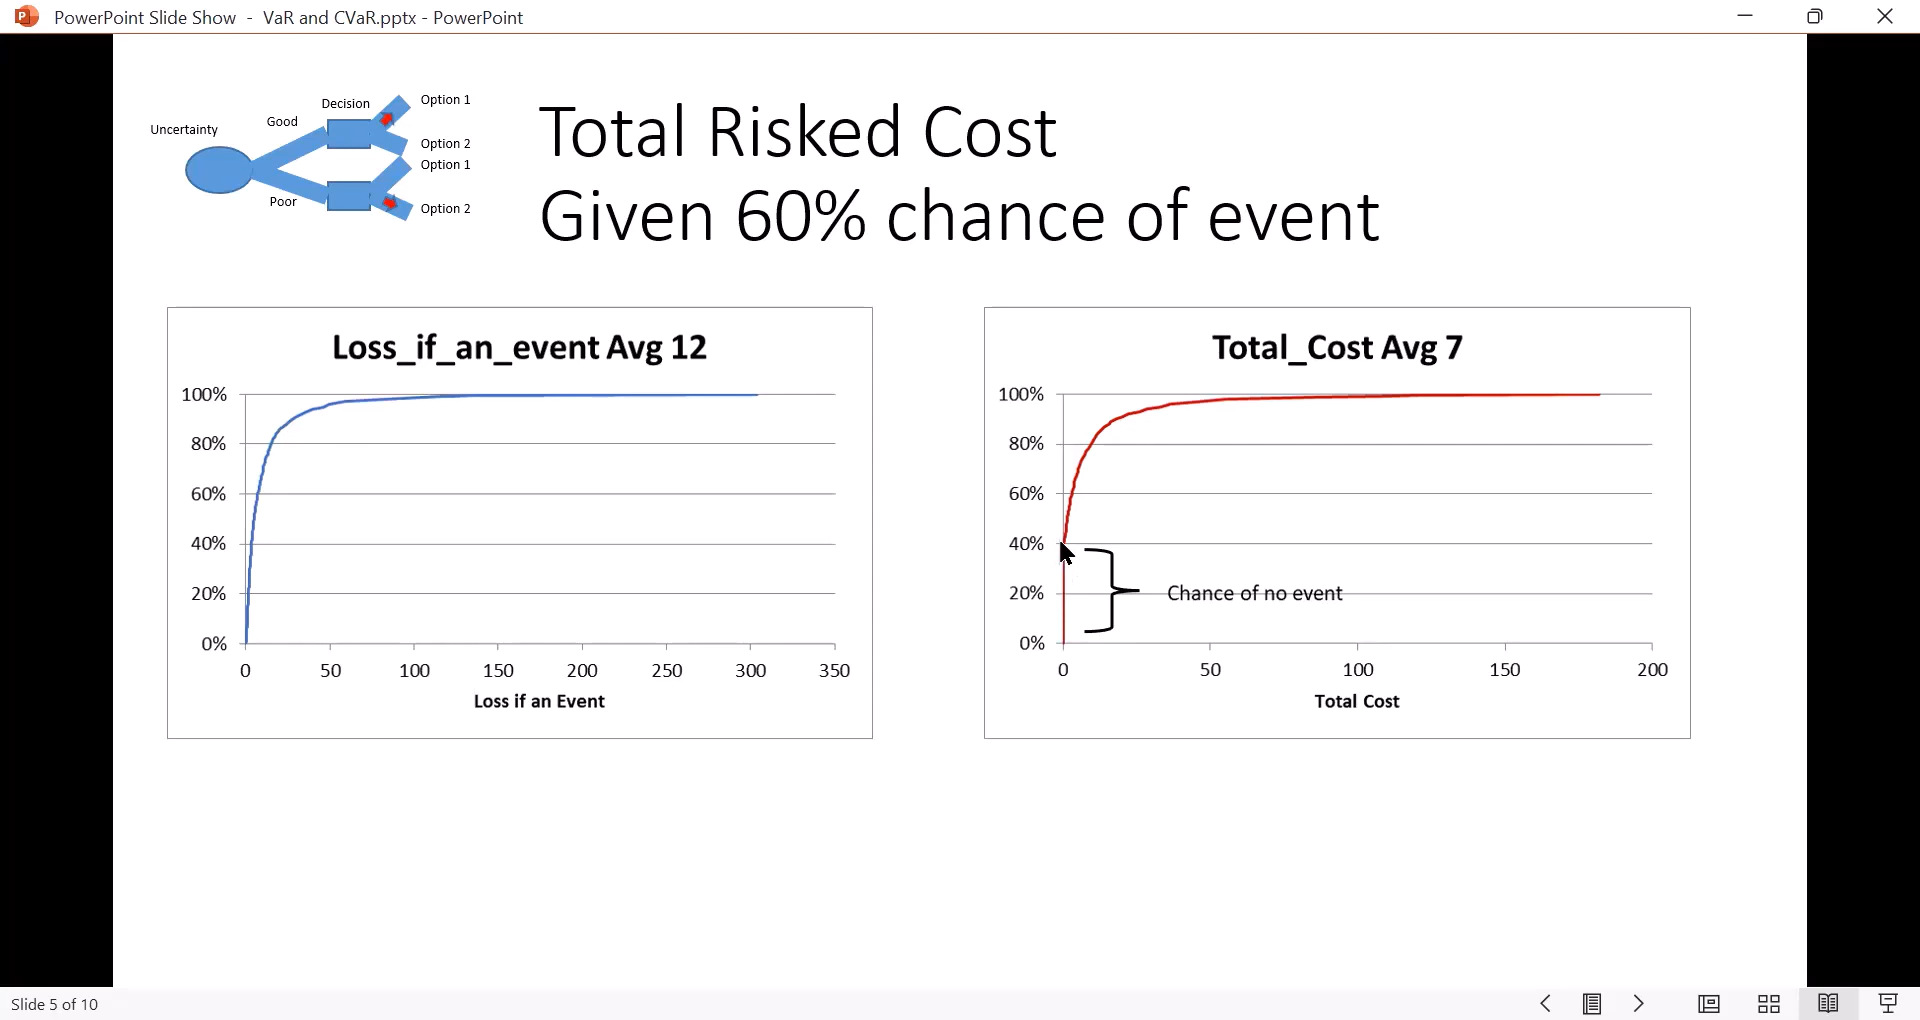 PowerPoint Slide Show - VaR and CVaR.pptx - PowerPoint
Uncertainty
Good
Poor
Decision
Option 1
Option 2
Option 1
Option 2
Total Risked Cost
Given 60% chance of event
Loss_if_an_event Avg 12
100%
80%
60%
40%
20%
0%
0 50 100 150 200 250 300 350
Loss if an Event
Total_Cost Avg 7
100%
80%
60%
40%
20%
0%
Chance of no event
0 50 100 150 200
Total Cost
Slide 5 of 10